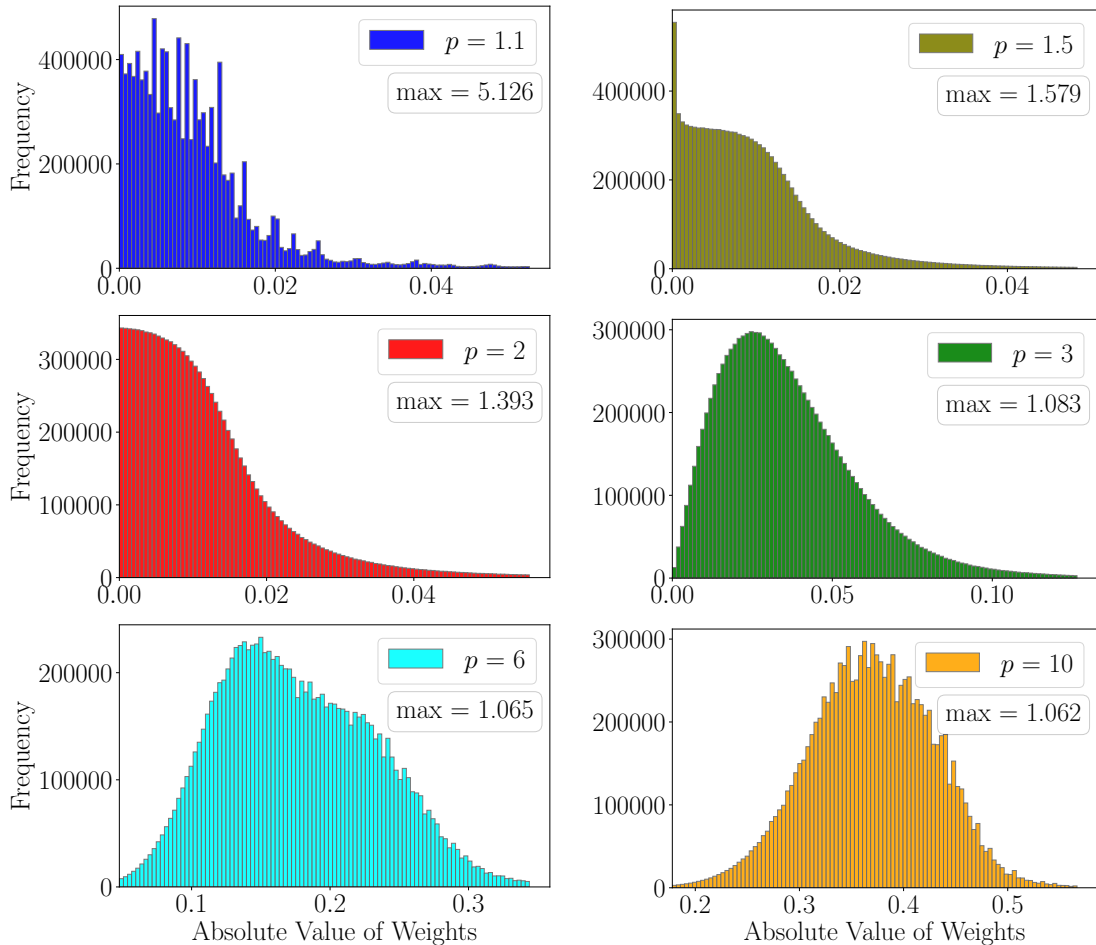 p = 1.1
max = 5.126
400000
200000
0
0.00 0.02 0.04
Frequency
p = 1.5
max = 1.579
400000
200000
0
0.00 0.02 0.04
p = 2
max = 1.393
300000
200000
100000
0
0.00 0.02 0.04
Frequency
p = 3
max = 1.083
300000
200000
100000
0
0.00 0.05 0.10
p = 6
max = 1.065
200000
100000
0
0.1 0.2 0.3
Frequency
Absolute Value of Weights
p = 10
max = 1.062
300000
200000
100000
0
0.2 0.3 0.4 0.5
Absolute Value of Weights